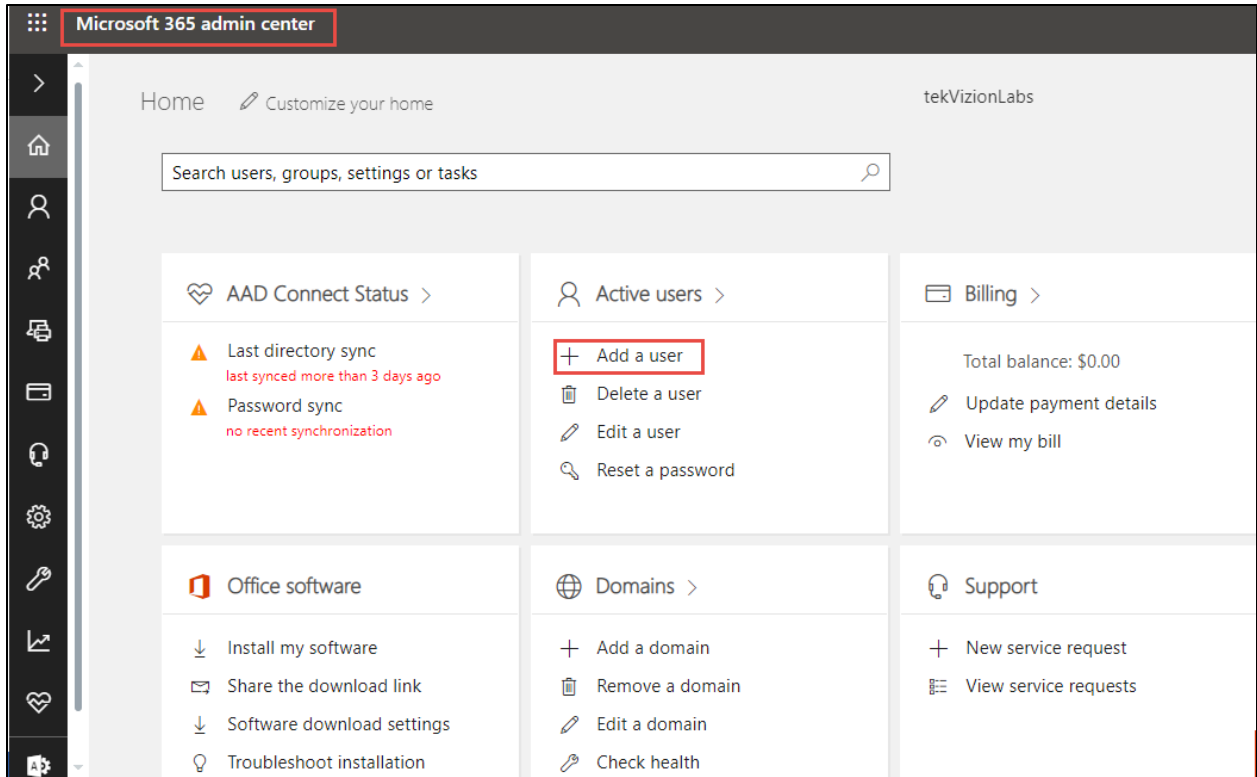 Microsoft 365 admin center
Home
Customize your home
tekVizionLabs
Search users, groups, settings or tasks
AAD Connect Status
Last directory sync
last synced more than 3 days ago
Password sync
no recent synchronization
Active users
Add a user
Delete a user
Edit a user
Reset a password
Billing
Total balance: $0.00
Update payment details
View my bill
Office software
Install my software
Share the download link
Software download settings
Troubleshoot installation
Domains
Add a domain
Remove a domain
Edit a domain
Check health
Support
New service request
View service requests
A